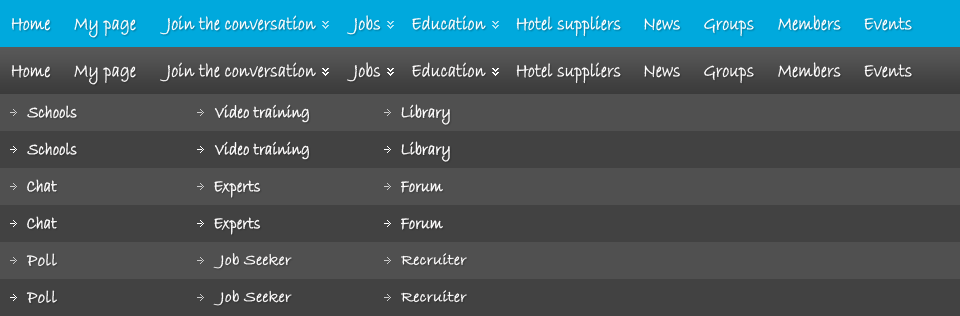 Home My page Join the conversation Jobs Education Hotel suppliers News Groups Members Events
Home My page Join the conversation Jobs Education Hotel suppliers News Groups Members Events
Schools Video training Library
Schools Video training Library
Chat Experts Forum
Chat Experts Forum
Poll Job Seeker Recruiter
Poll Job Seeker Recruiter